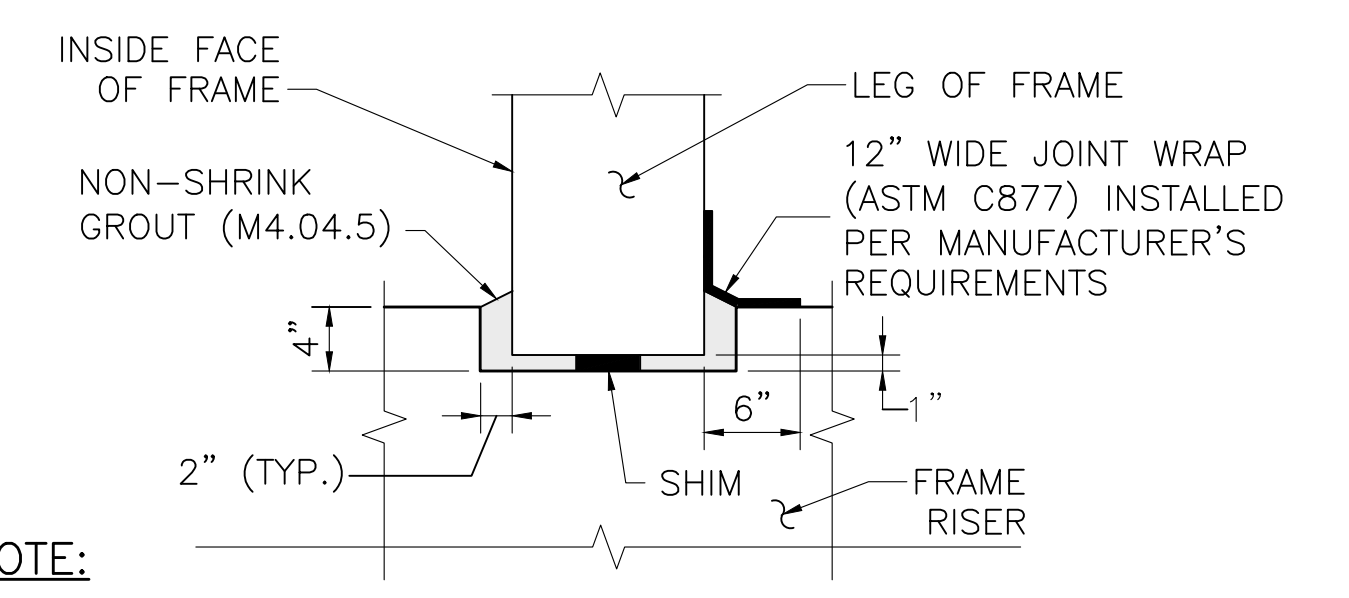 INSIDE FACE
OF FRAME
LEG OF FRAME
NON-SHRINK
GROUT (M4.04.5)
12" WIDE JOINT WRAP
(ASTM C877) INSTALLED
PER MANUFACTURER'S
REQUIREMENTS
4"
6"
1"
2" (TYP.)
SHIM
FRAME
RISER
OTE: